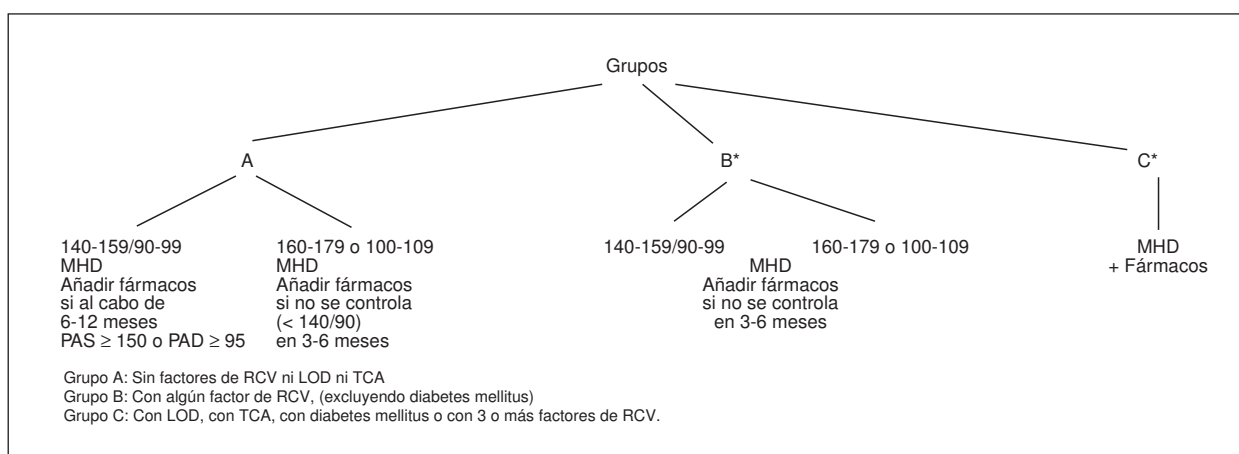 Grupos
A
B*
C*
140-159/90-99
MHD
Añadir fármacos
si al cabo de
6-12 meses
PAS ≥ 150 o PAD ≥ 95
160-179 o 100-109
MHD
Añadir fármacos
si no se controla
(< 140/90)
en 3-6 meses
140-159/90-99
160-179 o 100-109
MHD
Añadir fármacos
si no se controla
en 3-6 meses
MHD
+ Fármacos
Grupo A: Sin factores de RCV ni LOD ni TCA
Grupo B: Con algún factor de RCV, (excluyendo diabetes mellitus)
Grupo C: Con LOD, con TCA, con diabetes mellitus o con 3 o más factores de RCV.